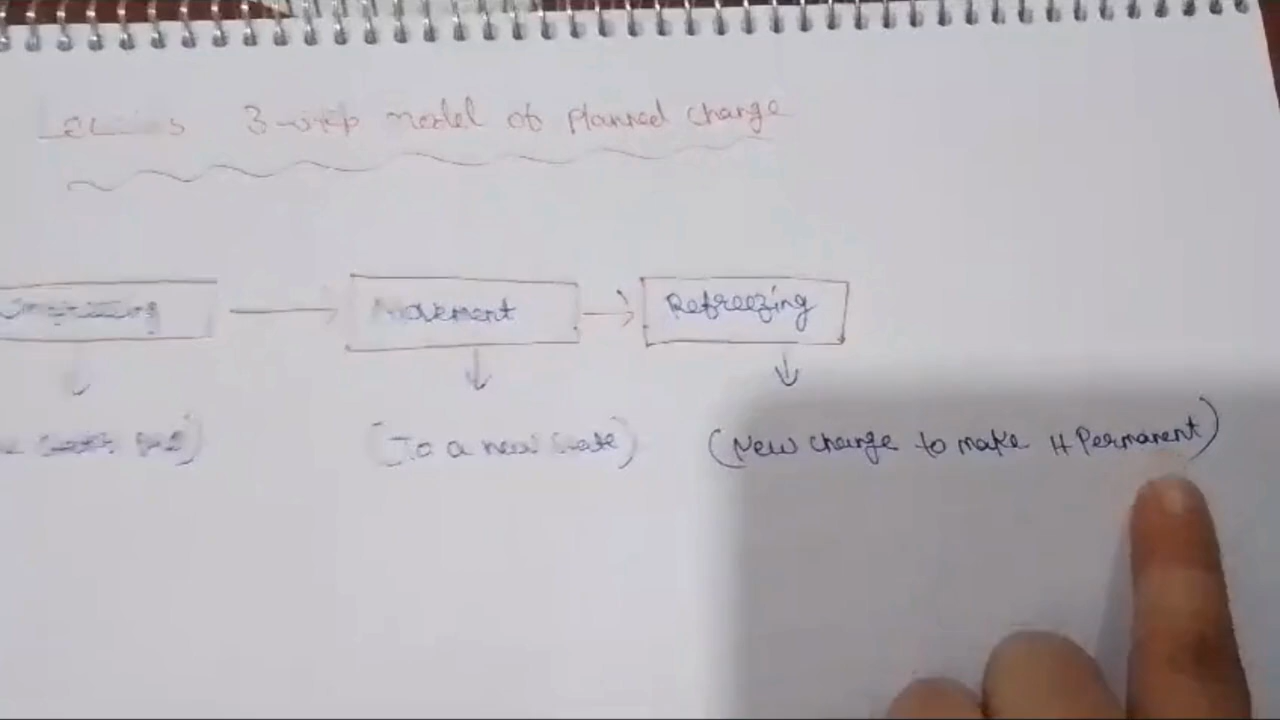 3-step model of planned change
Movement
Refreezing
(To a new state)
(New change to make it Permanent)